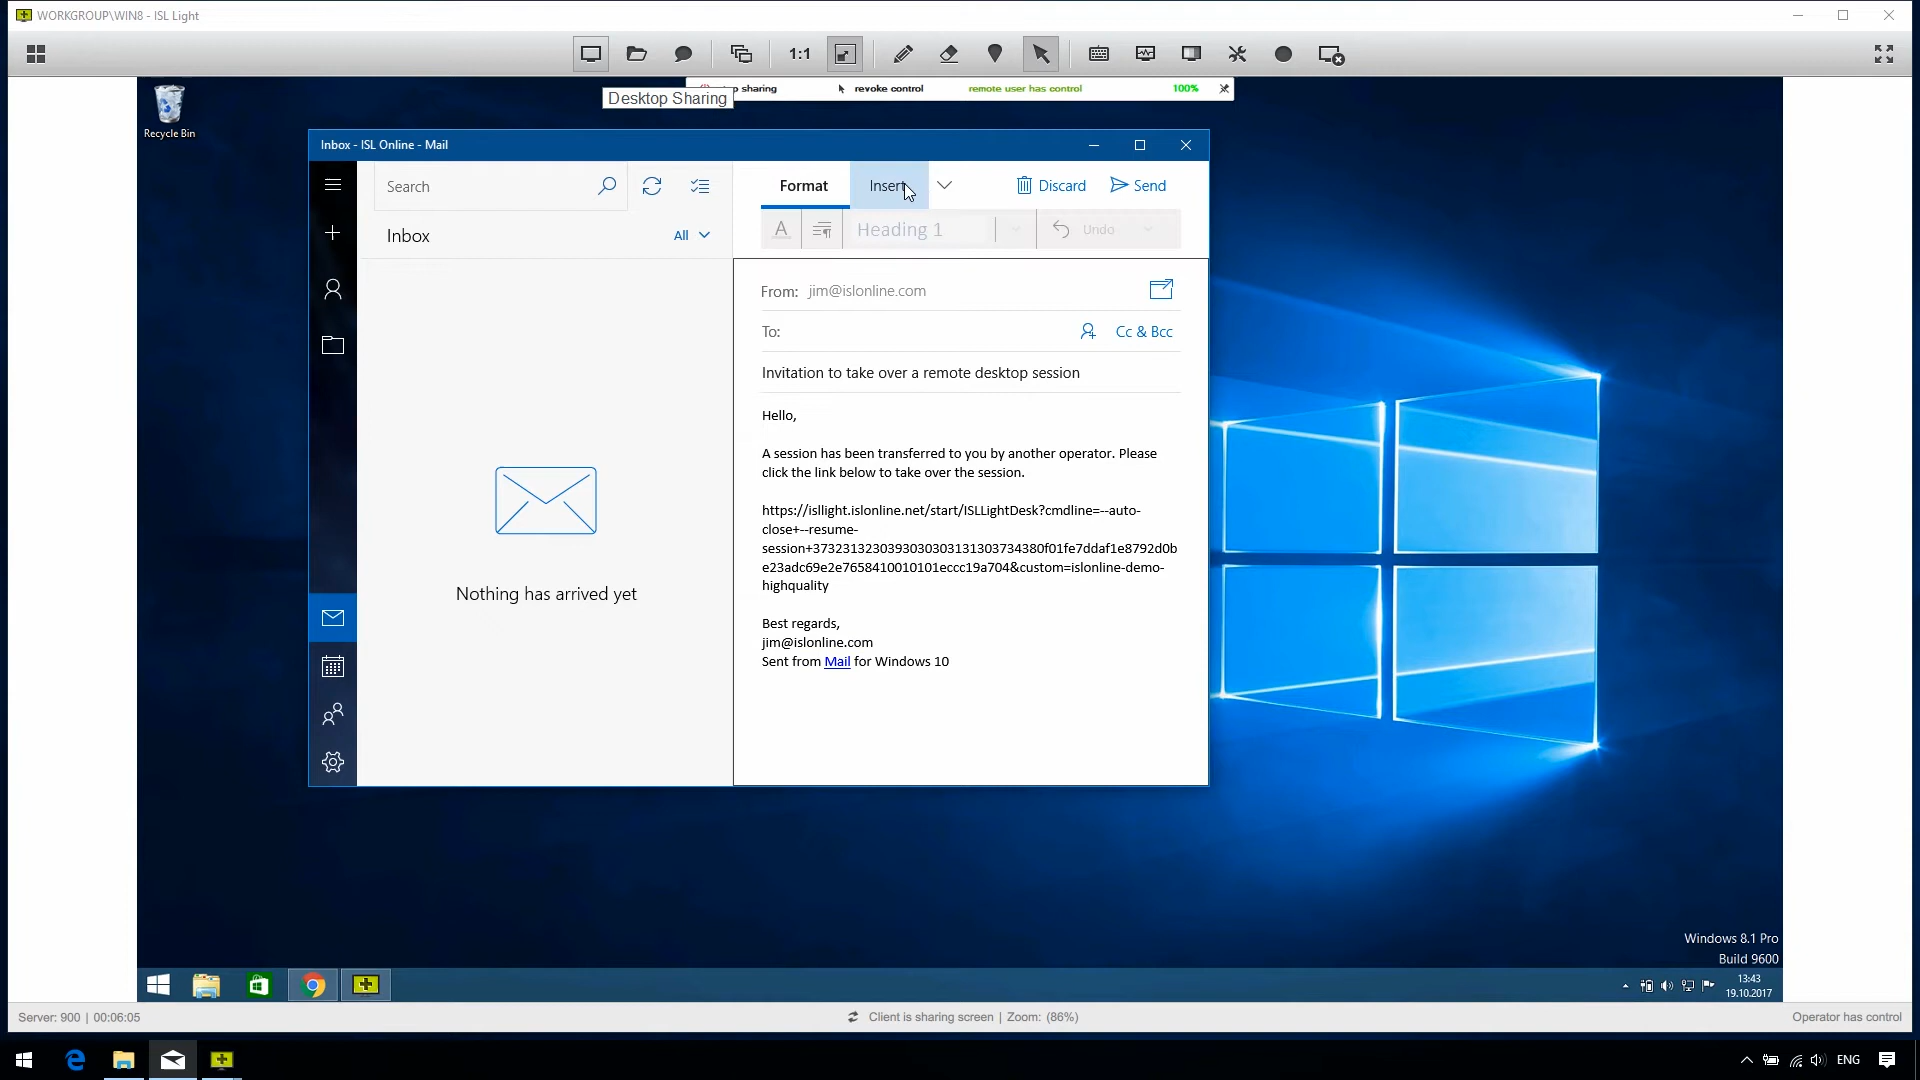 WORKGROUP\WIN8 - ISL Light
1:1
Desktop Sharing
sharing
revoke control
remote user has control
100%
Recycle Bin
Inbox - ISL Online - Mail
Search
Format
Insert
Discard
Send
Inbox
All
Heading 1
Undo
From: jim@islonline.com
To:
Cc & Bcc
Invitation to take over a remote desktop session
Hello,
A session has been transferred to you by another operator. Please
click the link below to take over the session.
https://isllight.islonline.net/start/ISLLightDesk?cmdline=--auto-
close+--resume-
session+3732313230393030303131303734380f01fe7ddaf1e8792d0b
e23adc69e2e7658410010101eccc19a704&custom=islonline-demo-
highquality
Best regards,
jim@islonline.com
Sent from Mail for Windows 10
Nothing has arrived yet
Windows 8.1 Pro
Build 9600
13:43
19.10.2017
Server: 900 | 00:06:05
Client is sharing screen | Zoom: (86%)
Operator has control
ENG